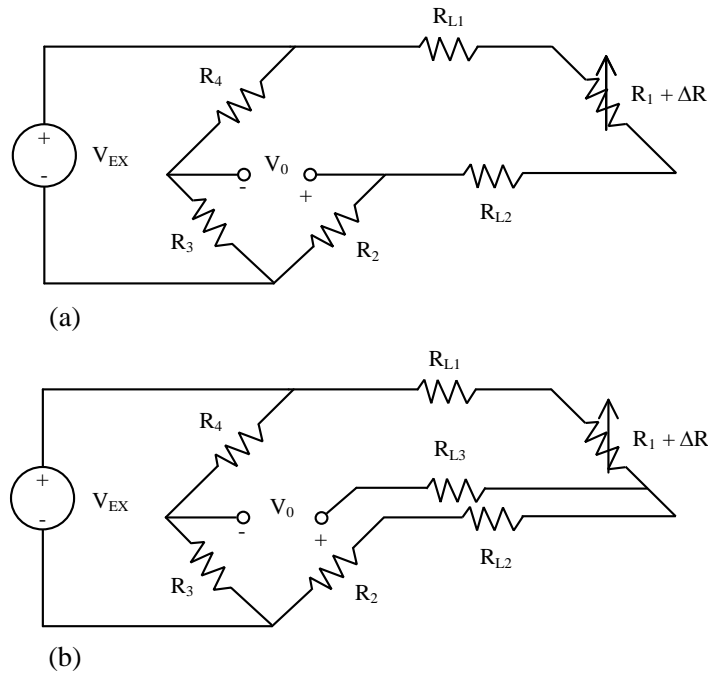 R_L1
R_4
R_1 + ΔR
+
V_EX
V_0
-
-
+
R_L2
R_3
R_2
(a)
R_L1
R_4
R_1 + ΔR
R_L3
+
V_EX
V_0
-
-
+
R_L2
R_3
R_2
(b)